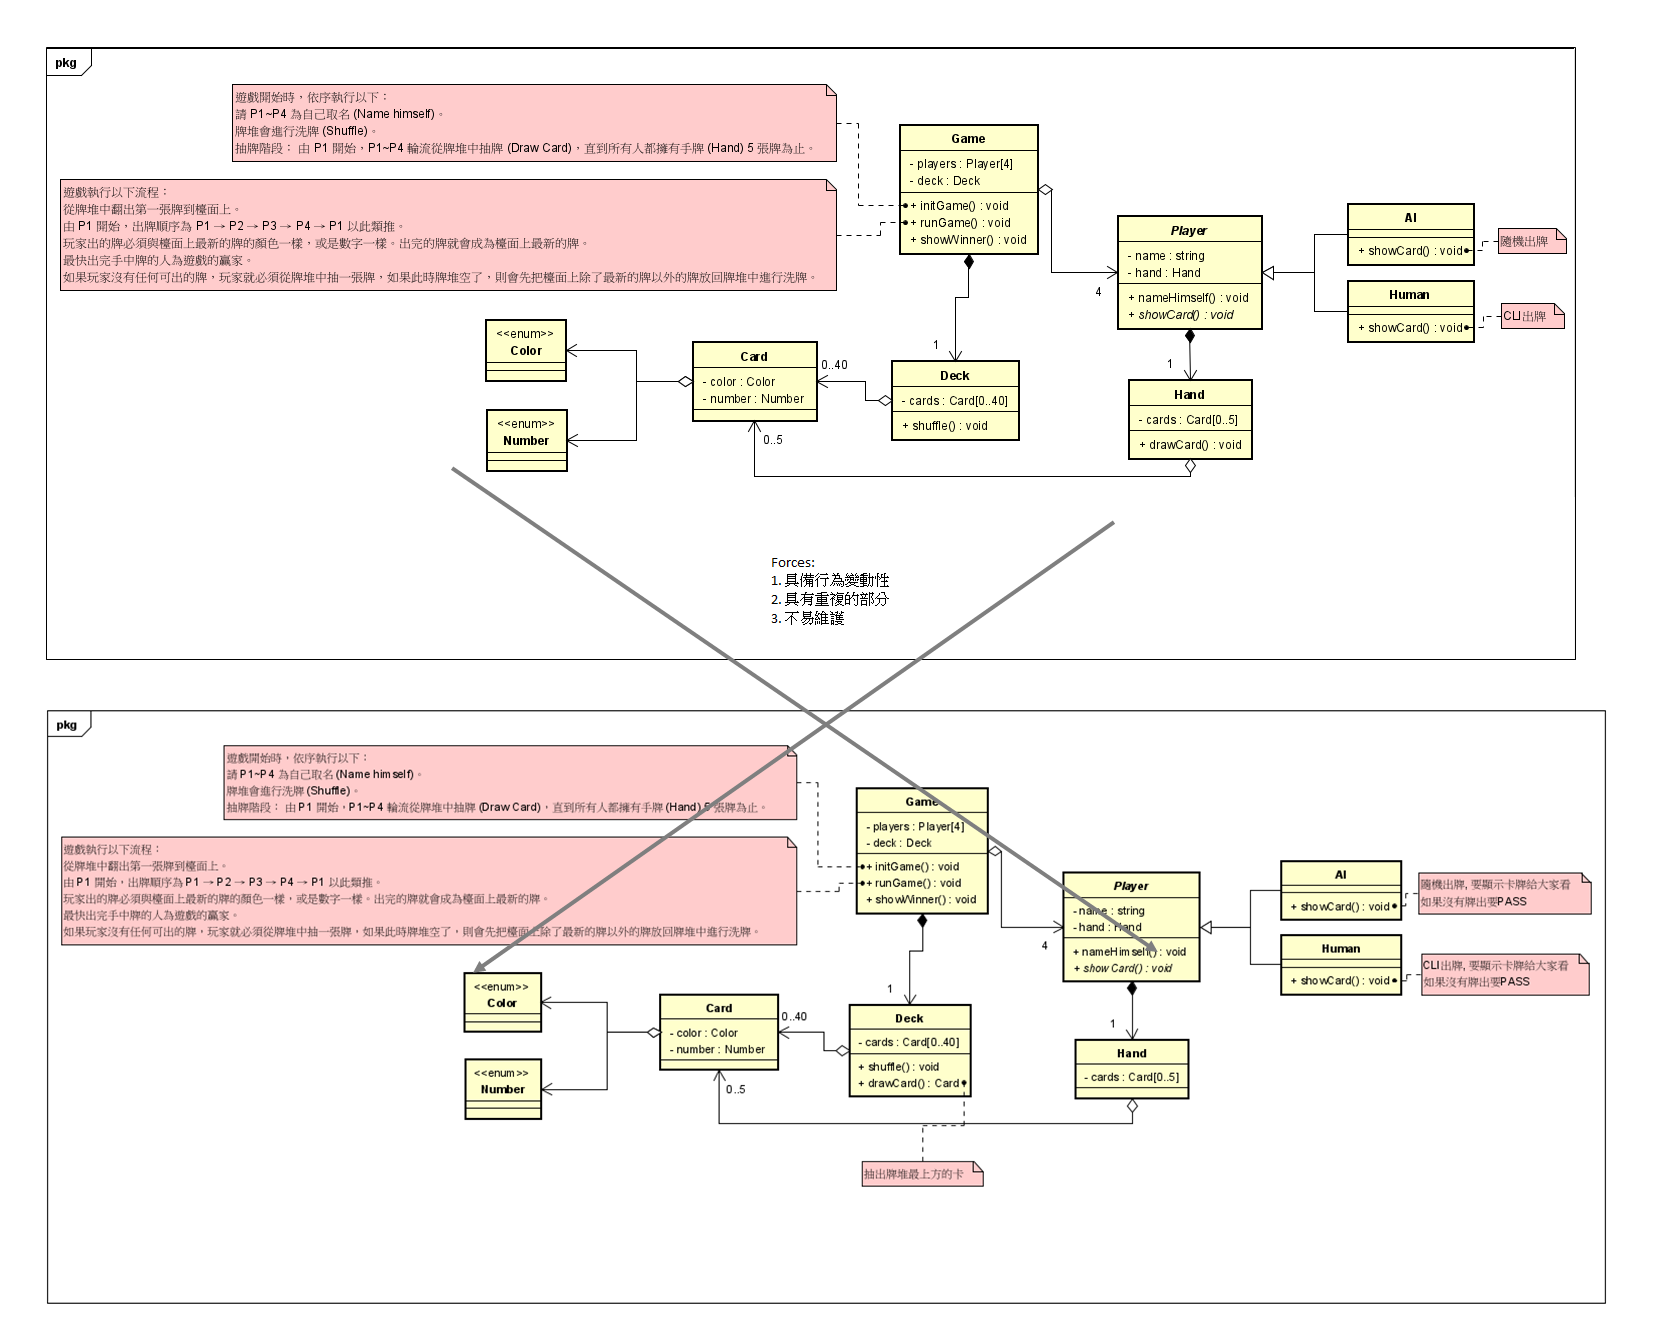 pkg
遊戲開始時，依序執行以下：
請 P1~P4 為自己取名 (Name himself)。
牌堆會進行洗牌 (Shuffle)。
抽牌階段： 由 P1 開始，P1~P4 輪流從牌堆中抽牌 (Draw Card)，直到所有人都擁有手牌 (Hand) 5 張牌為止。
遊戲執行以下流程：
從牌堆中翻出第一張牌到檯面上。
由 P1 開始，出牌順序為 P1 → P2 → P3 → P4 → P1 以此類推。
玩家出的牌必須與檯面上最新的牌的顏色一樣，或是數字一樣。出完的牌就會成為檯面上最新的牌。
最快出完手中牌的人為遊戲的贏家。
如果玩家沒有任何可出的牌，玩家就必須從牌堆中抽一張牌，如果此時牌堆空了，則會先把檯面上除了最新的牌以外的牌放回牌堆中進行洗牌。
Game
- players : Player[4]
- deck : Deck
+ initGame() : void
+ runGame() : void
+ showWinner() : void
4
Player
- name : string
- hand : Hand
+ nameHimself() : void
+ showCard() : void
AI
+ showCard() : void
隨機出牌
Human
+ showCard() : void
CLI出牌
<<enum>>
Color
<<enum>>
Number
Card
- color : Color
- number : Number
0..40
0..5
1
Deck
- cards : Card[0..40]
+ shuffle() : void
1
Hand
- cards : Card[0..5]
+ drawCard() : void
Forces:
1. 具備行為變動性
2. 具有重複的部分
3. 不易維護
pkg
遊戲開始時，依序執行以下：
請 P1~P4 為自己取名 (Name himself)。
牌堆會進行洗牌 (Shuffle)。
抽牌階段： 由 P1 開始，P1~P4 輪流從牌堆中抽牌 (Draw Card)，直到所有人都擁有手牌 (Hand) 5 張牌為止。
遊戲執行以下流程：
從牌堆中翻出第一張牌到檯面上。
由 P1 開始，出牌順序為 P1 → P2 → P3 → P4 → P1 以此類推。
玩家出的牌必須與檯面上最新的牌的顏色一樣，或是數字一樣。出完的牌就會成為檯面上最新的牌。
最快出完手中牌的人為遊戲的贏家。
如果玩家沒有任何可出的牌，玩家就必須從牌堆中抽一張牌，如果此時牌堆空了，則會先把檯面上除了最新的牌以外的牌放回牌堆中進行洗牌。
Game
- players : Player[4]
- deck : Deck
+ initGame() : void
+ runGame() : void
+ showWinner() : void
4
Player
- name : string
- hand : Hand
+ nameHimself() : void
+ showCard() : void
AI
+ showCard() : void
隨機出牌, 要顯示卡牌給大家看
如果沒有牌出要PASS
Human
+ showCard() : void
CLI出牌, 要顯示卡牌給大家看
如果沒有牌出要PASS
<<enum>>
Color
<<enum>>
Number
Card
- color : Color
- number : Number
0..40
0..5
1
Deck
- cards : Card[0..40]
+ shuffle() : void
+ drawCard() : Card
1
Hand
- cards : Card[0..5]
抽出牌堆最上方的卡